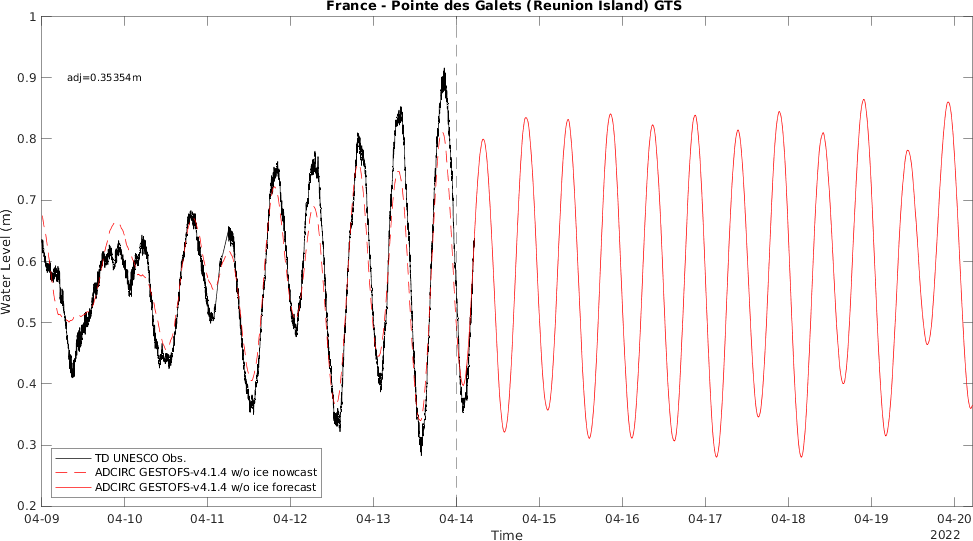 France - Pointe des Galets (Reunion Island) GTS
1
0.9
0.8
0.7
0.6
0.5
0.4
0.3
0.2
Water Level (m)
adj=0.35354m
TD UNESCO Obs.
ADCIRC GESTOFS-v4.1.4 w/o ice nowcast
ADCIRC GESTOFS-v4.1.4 w/o ice forecast
04-09 04-10 04-11 04-12 04-13 04-14 04-15 04-16 04-17 04-18 04-19 04-20
Time
2022